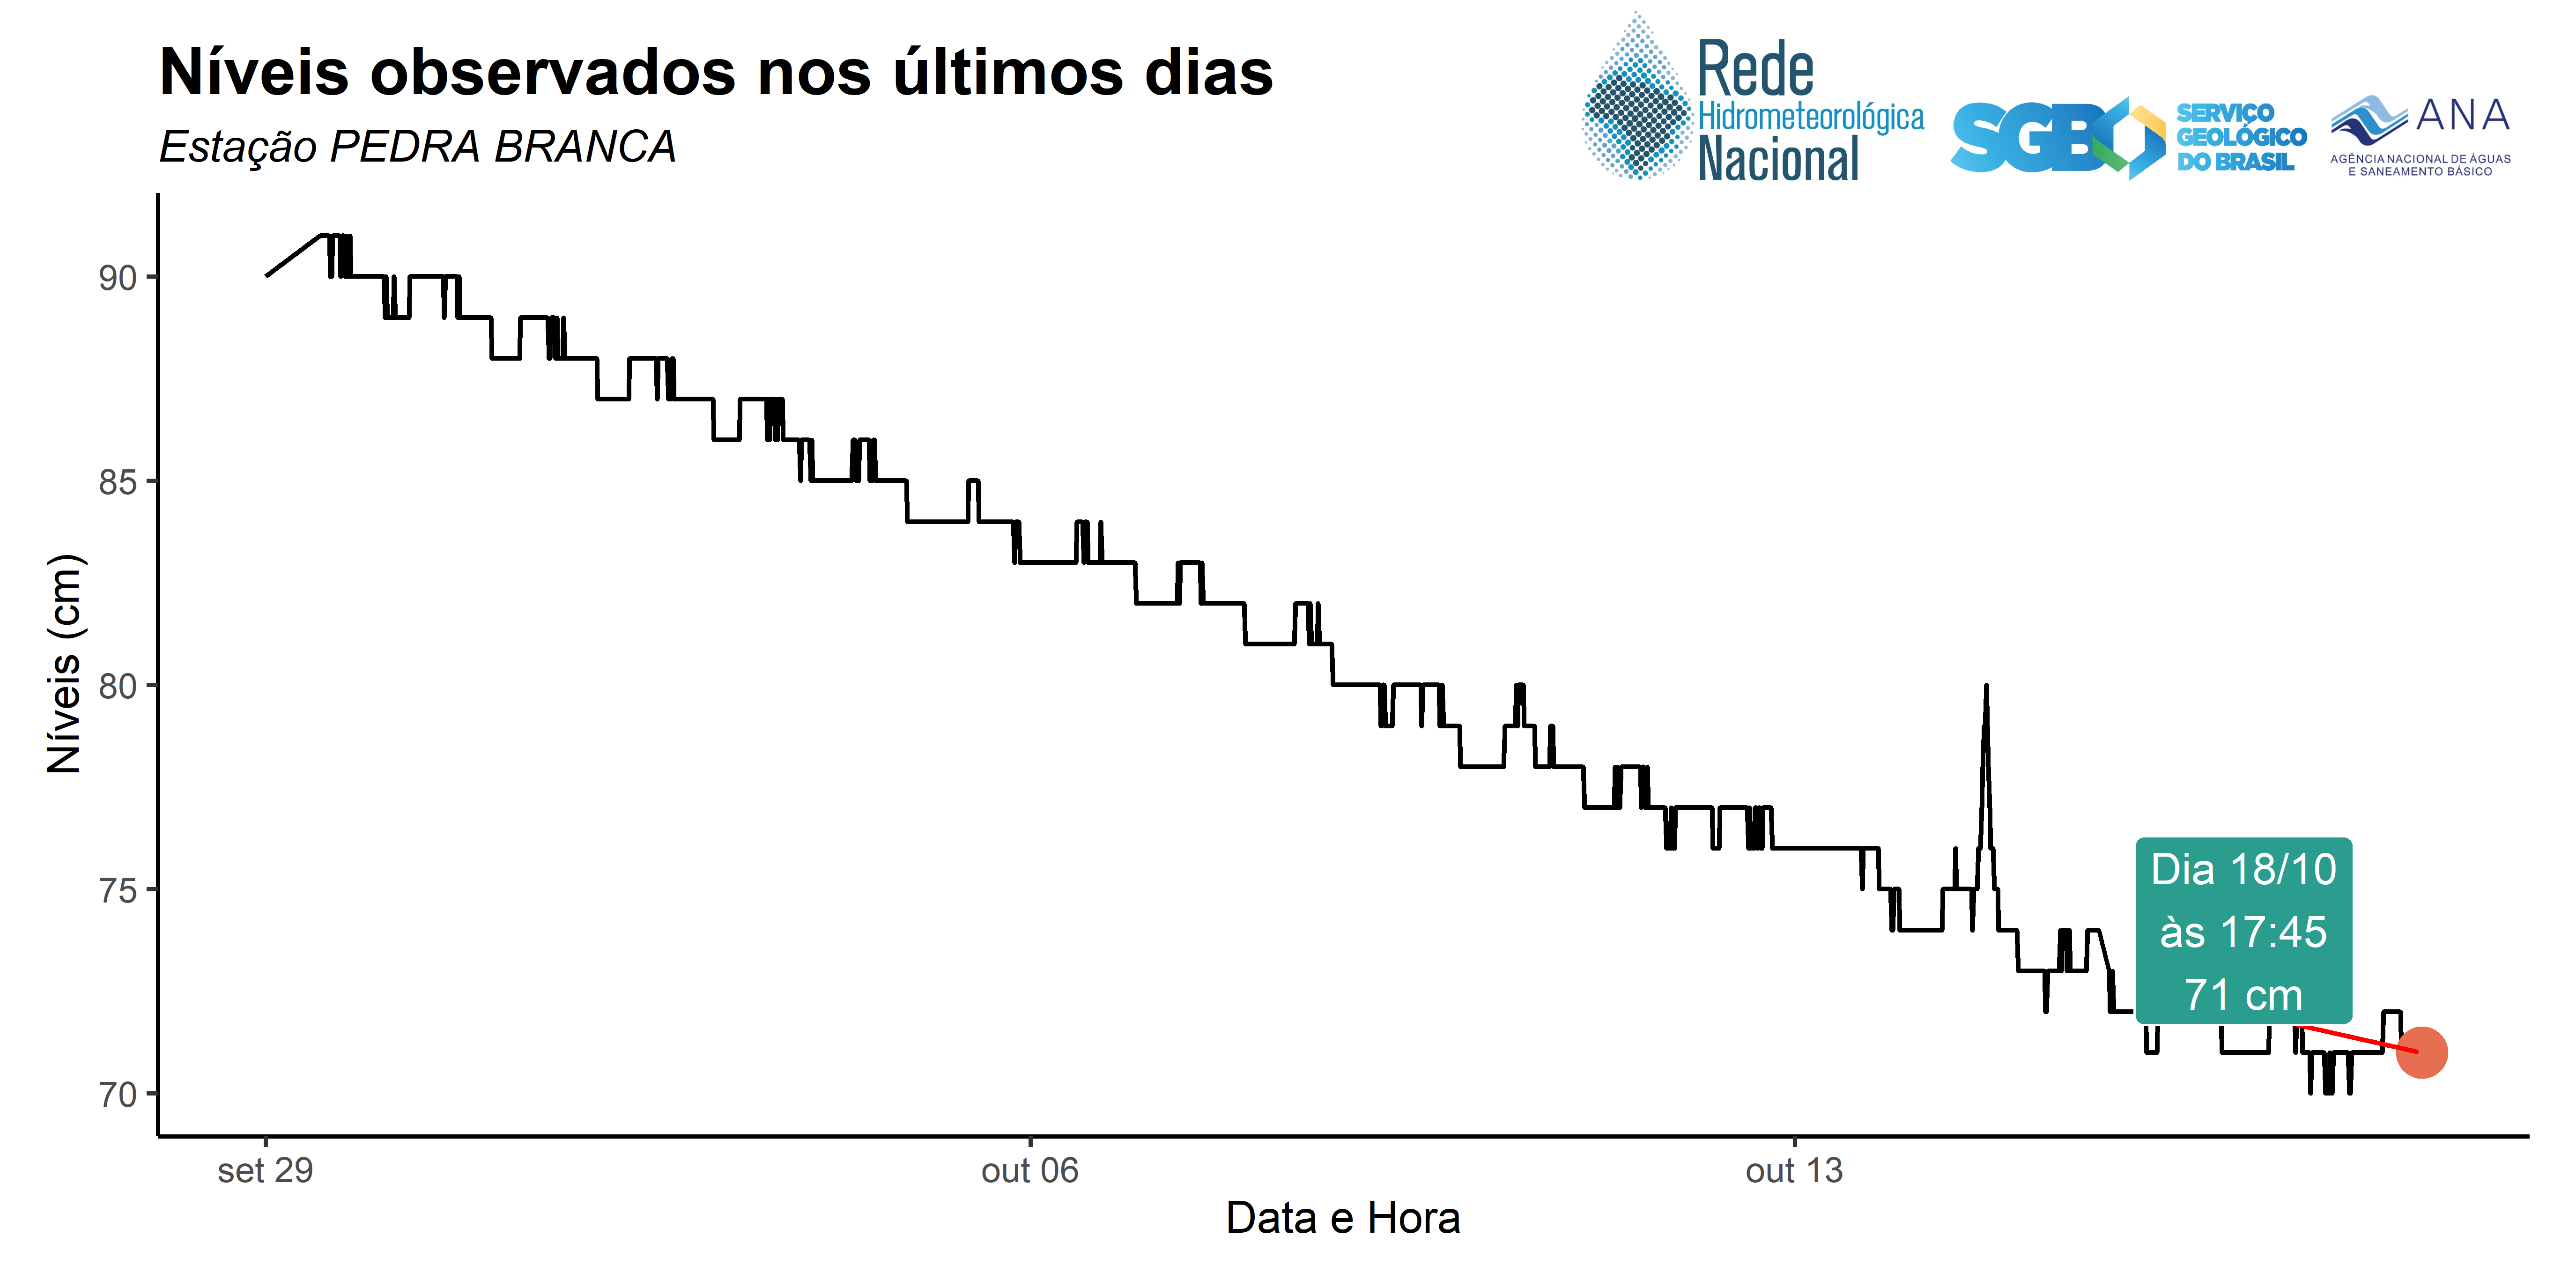 Níveis observados nos últimos dias
Estação PEDRA BRANCA
Rede
Hidrometeorológica
Nacional
SGB
SERVIÇO
GEOLÓGICO
DO BRASIL
ANA
AGÊNCIA NACIONAL DE ÁGUAS
E SANEAMENTO BÁSICO
Níveis (cm)
90
85
80
75
70
Dia 18/10
às 17:45
71 cm
set 29
out 06
out 13
Data e Hora